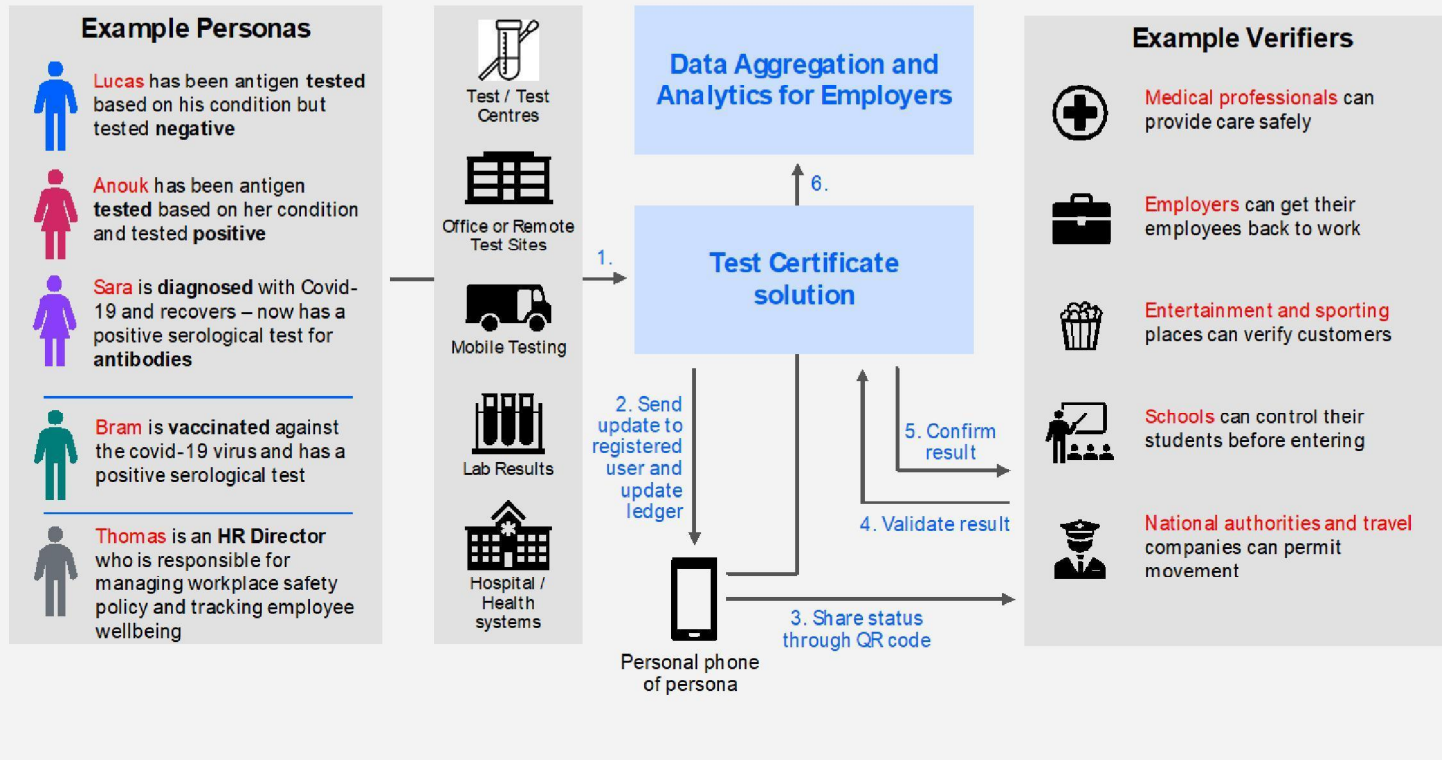 Example Personas
Lucas has been antigen tested
based on his condition but
tested negative
Anouk has been antigen
tested based on her condition
and tested positive
Sara is diagnosed with Covid-
19 and recovers – now has a
positive serological test for
antibodies
Bram is vaccinated against
the covid-19 virus and has a
positive serological test
Thomas is an HR Director
who is responsible for
managing workplace safety
policy and tracking employee
wellbeing
Test / Test
Centres
Office or Remote
Test Sites
Mobile Testing
Lab Results
Hospital /
Health
systems
1.
Data Aggregation and
Analytics for Employers
6.
Test Certificate
solution
2. Send
update to
registered
user and
update
ledger
5. Confirm
result
4. Validate result
3. Share status
through QR code
Personal phone
of persona
Example Verifiers
Medical professionals can
provide care safely
Employers can get their
employees back to work
Entertainment and sporting
places can verify customers
Schools can control their
students before entering
National authorities and travel
companies can permit
movement